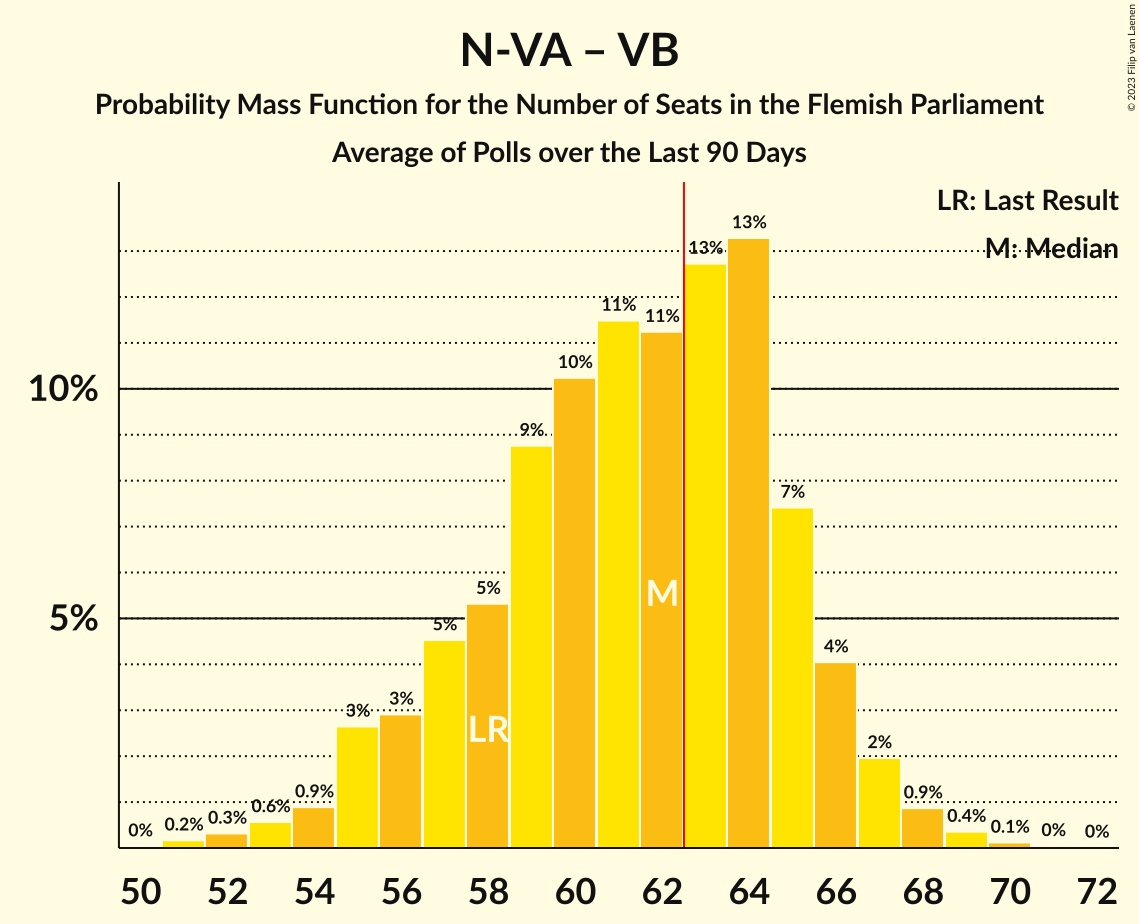 N-VA – VB
Probability Mass Function for the Number of Seats in the Flemish Parliament
Average of Polls over the Last 90 Days
© 2023 Filip van Laenen
LR: Last Result
M: Median
10%
5%
0%
0.2%
0.3%
0.6%
0.9%
3%
3%
5%
5%
9%
10%
11%
11%
13%
13%
7%
4%
2%
0.9%
0.4%
0.1%
0%
0%
LR
M
50 52 54 56 58 60 62 64 66 68 70 72